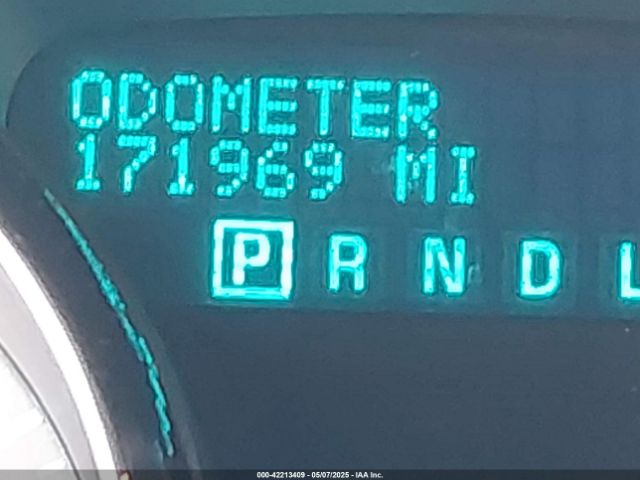 ODOMETER
171969 MI
P R N D L
000-42213409 - 05/07/2025 - IAA Inc.